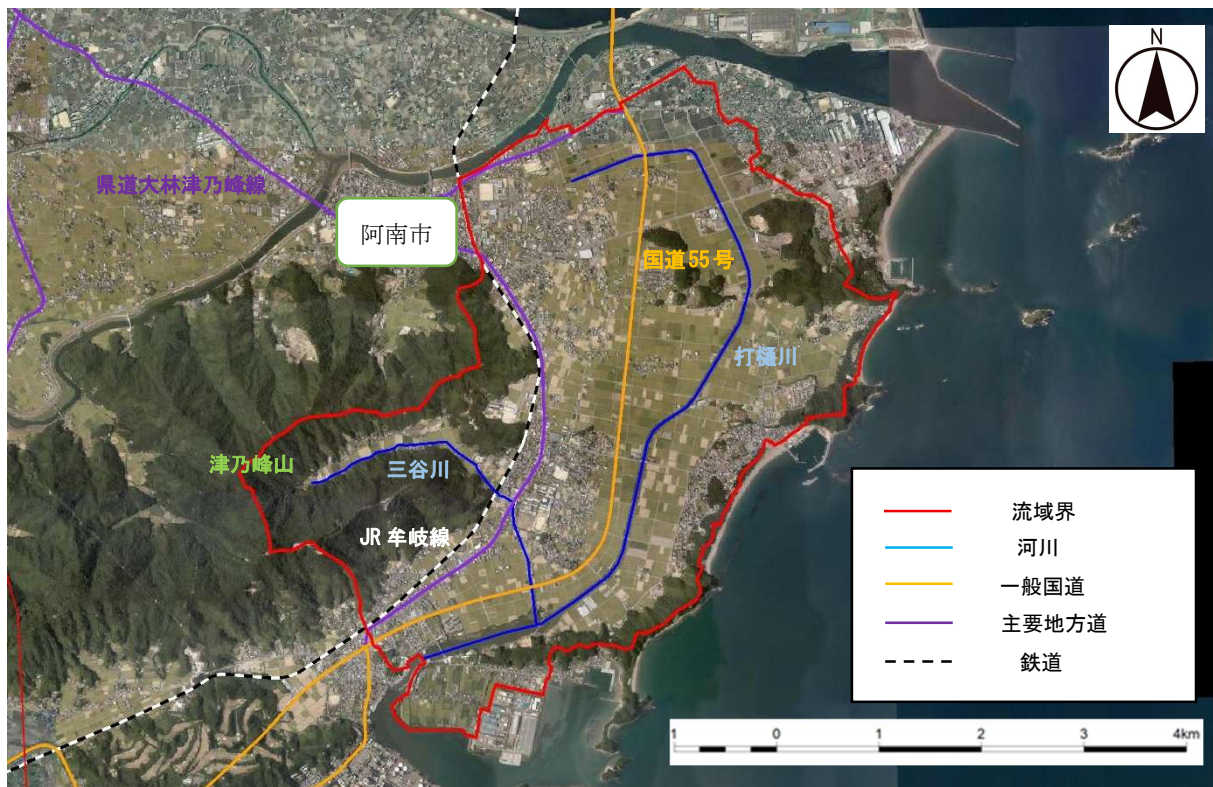 N
県道大林津乃峰線
阿南市
国道55号
打樋川
津乃峰山
三谷川
JR牟岐線
流域界
河川
一般国道
主要地方道
鉄道
1 0 1 2 3 4km